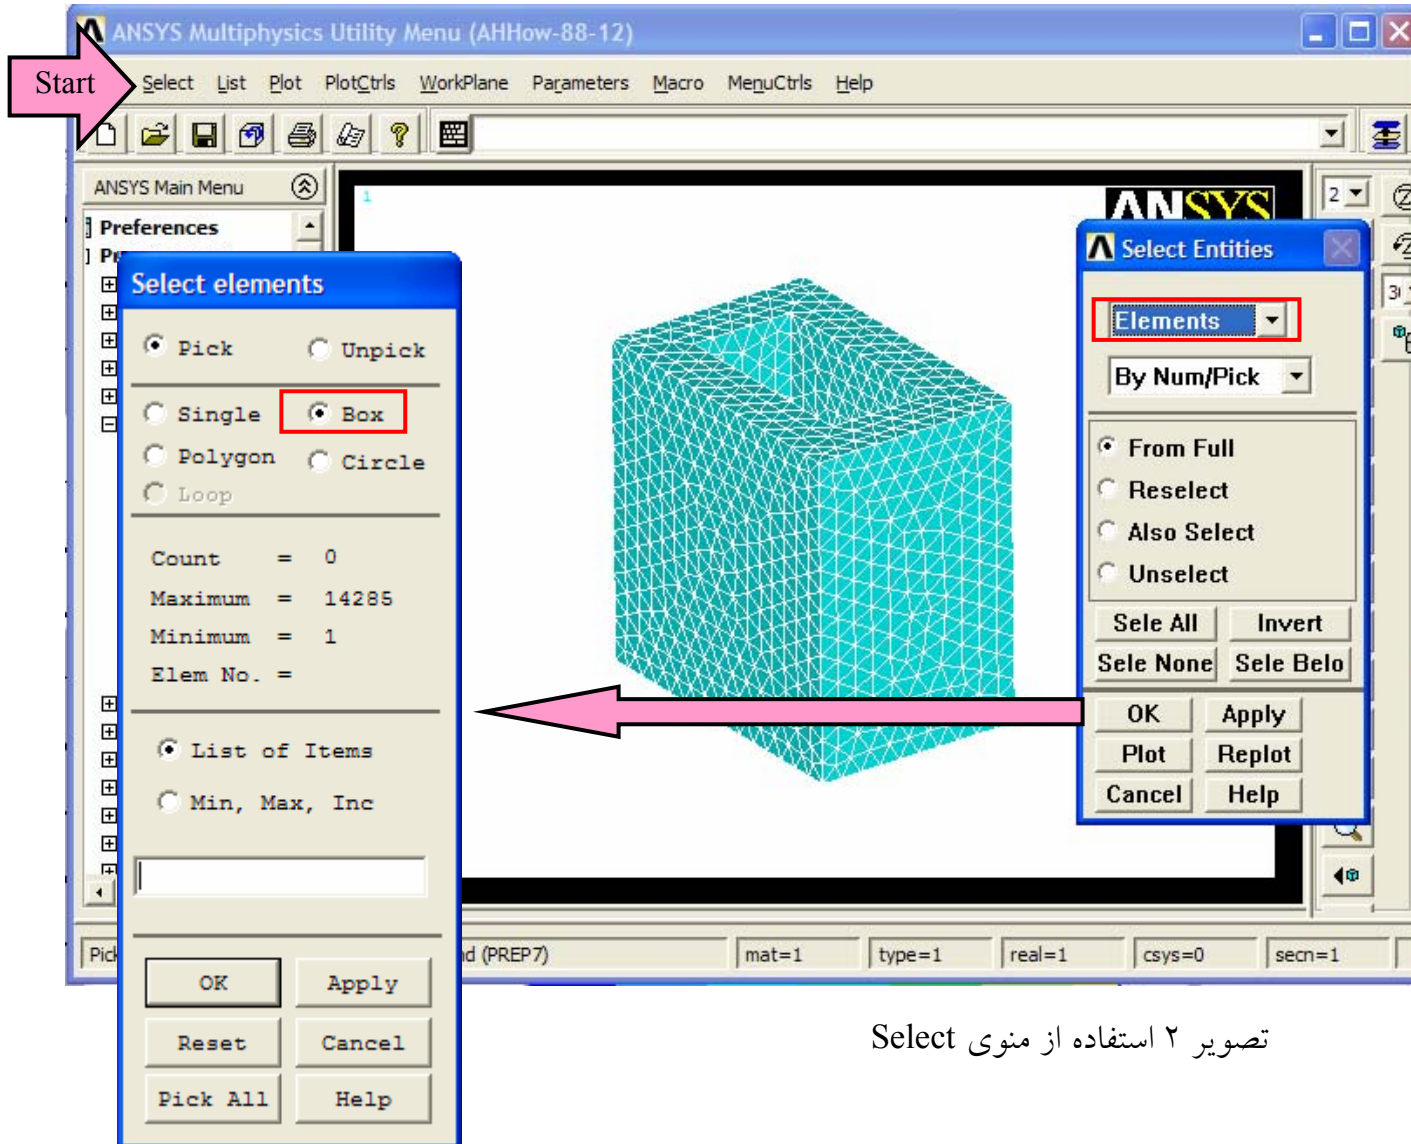 ANSYS Multiphysics Utility Menu (AHHow-88-12)
Start
Select List Plot PlotCtrls WorkPlane Parameters Macro MenuCtrls Help
ANSYS Main Menu
1
ANSYS
2
Preferences
Select Entities
Elements
By Num/Pick
From Full
Reselect
Also Select
Unselect
Sele All Invert
Sele None Sele Belo
OK Apply
Plot Replot
Cancel Help
Select elements
Pick Unpick
Single Box
Polygon Circle
Loop
Count = 0
Maximum = 14285
Minimum = 1
Elem No. =
List of Items
Min, Max, Inc
OK Apply
Reset Cancel
Pick All Help
Pick
(PREP7) mat=1 type=1 real=1 csys=0 secn=1
تصویر ۲ استفاده از منوی Select